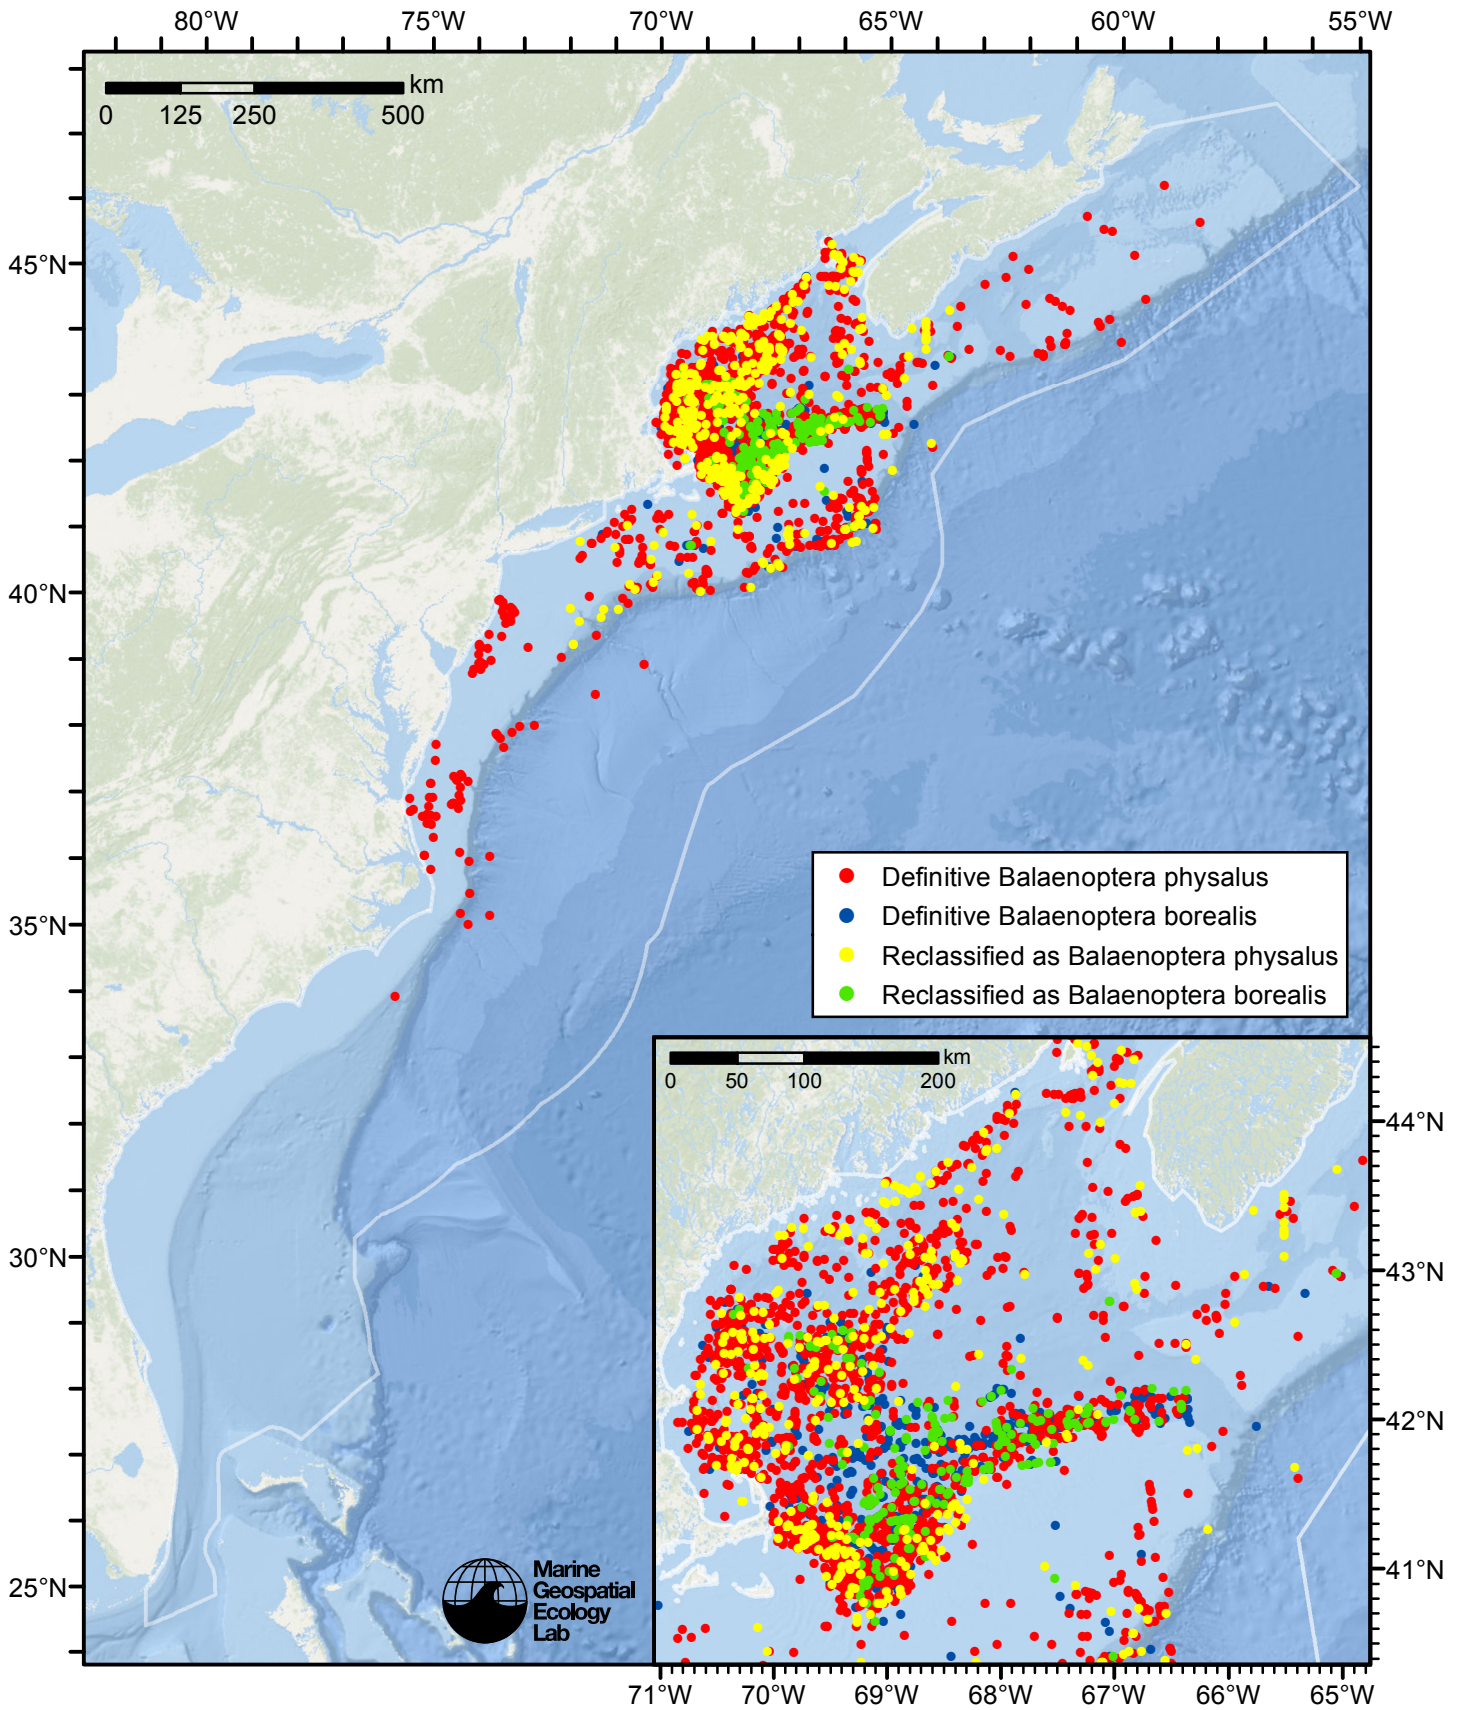 80°W 75°W 70°W 65°W 60°W 55°W
km
0 125 250 500
45°N
40°N
35°N
30°N
25°N
Definitive Balaenoptera physalus
Definitive Balaenoptera borealis
Reclassified as Balaenoptera physalus
Reclassified as Balaenoptera borealis
km
0 50 100 200
44°N
43°N
42°N
41°N
Marine
Geospatial
Ecology
Lab
71°W 70°W 69°W 68°W 67°W 66°W 65°W